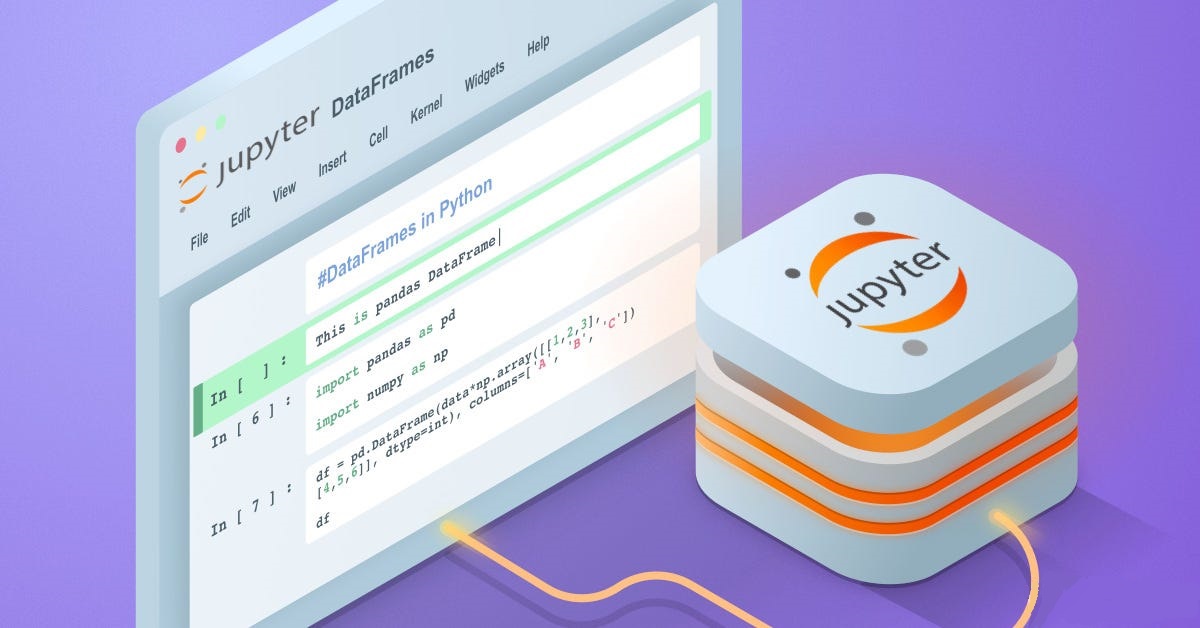 jupyter DataFrames
File Edit View Insert Cell Kernel Widgets Help
#DataFrames in Python
In [ ] : This is pandas DataFrame|
In [ 6 ] : import pandas as pd
import numpy as np
In [ 7 ] : df = pd.DataFrame(data*np.array([[1,2,3],
[4,5,6]], dtype=int), columns=['A', 'B', 'C'])
df
jupyter